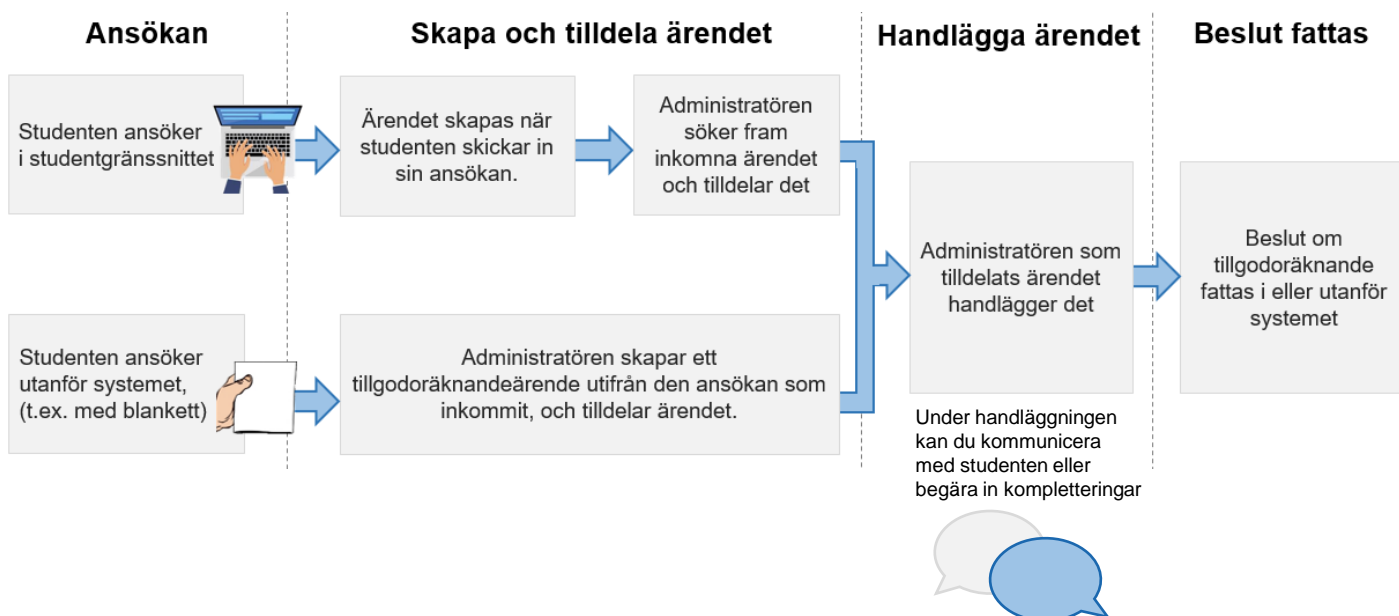 Ansökan
Skapa och tilldela ärendet
Handlägga ärendet
Beslut fattas
Studenten ansöker
i studentgränssnittet
Ärendet skapas när
studenten skickar in
sin ansökan.
Administratören
söker fram
inkomna ärendet
och tilldelar det
Studenten ansöker
utanför systemet,
(t.ex. med blankett)
Administratören skapar ett
tillgodoräknandeärende utifrån den ansökan som
inkommit, och tilldelar ärendet.
Administratören som
tilldelats ärendet
handlägger det
Under handläggningen
kan du kommunicera
med studenten eller
begära in kompletteringar
Beslut om
tillgodoräknande
fattas i eller utanför
systemet